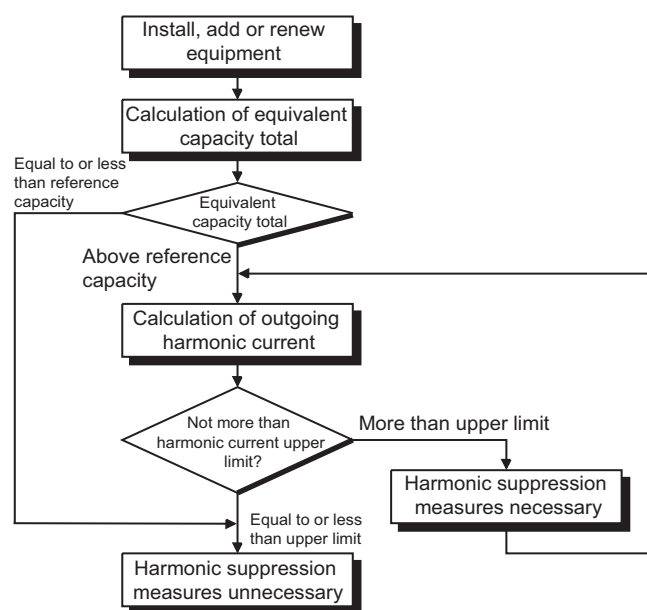 Install, add or renew
equipment
Calculation of equivalent
capacity total
Equal to or less
than reference
capacity
Equivalent
capacity total
Above reference
capacity
Calculation of outgoing
harmonic current
Not more than
harmonic current upper
limit?
More than upper limit
Harmonic suppression
measures necessary
Equal to or less
than upper limit
Harmonic suppression
measures unnecessary